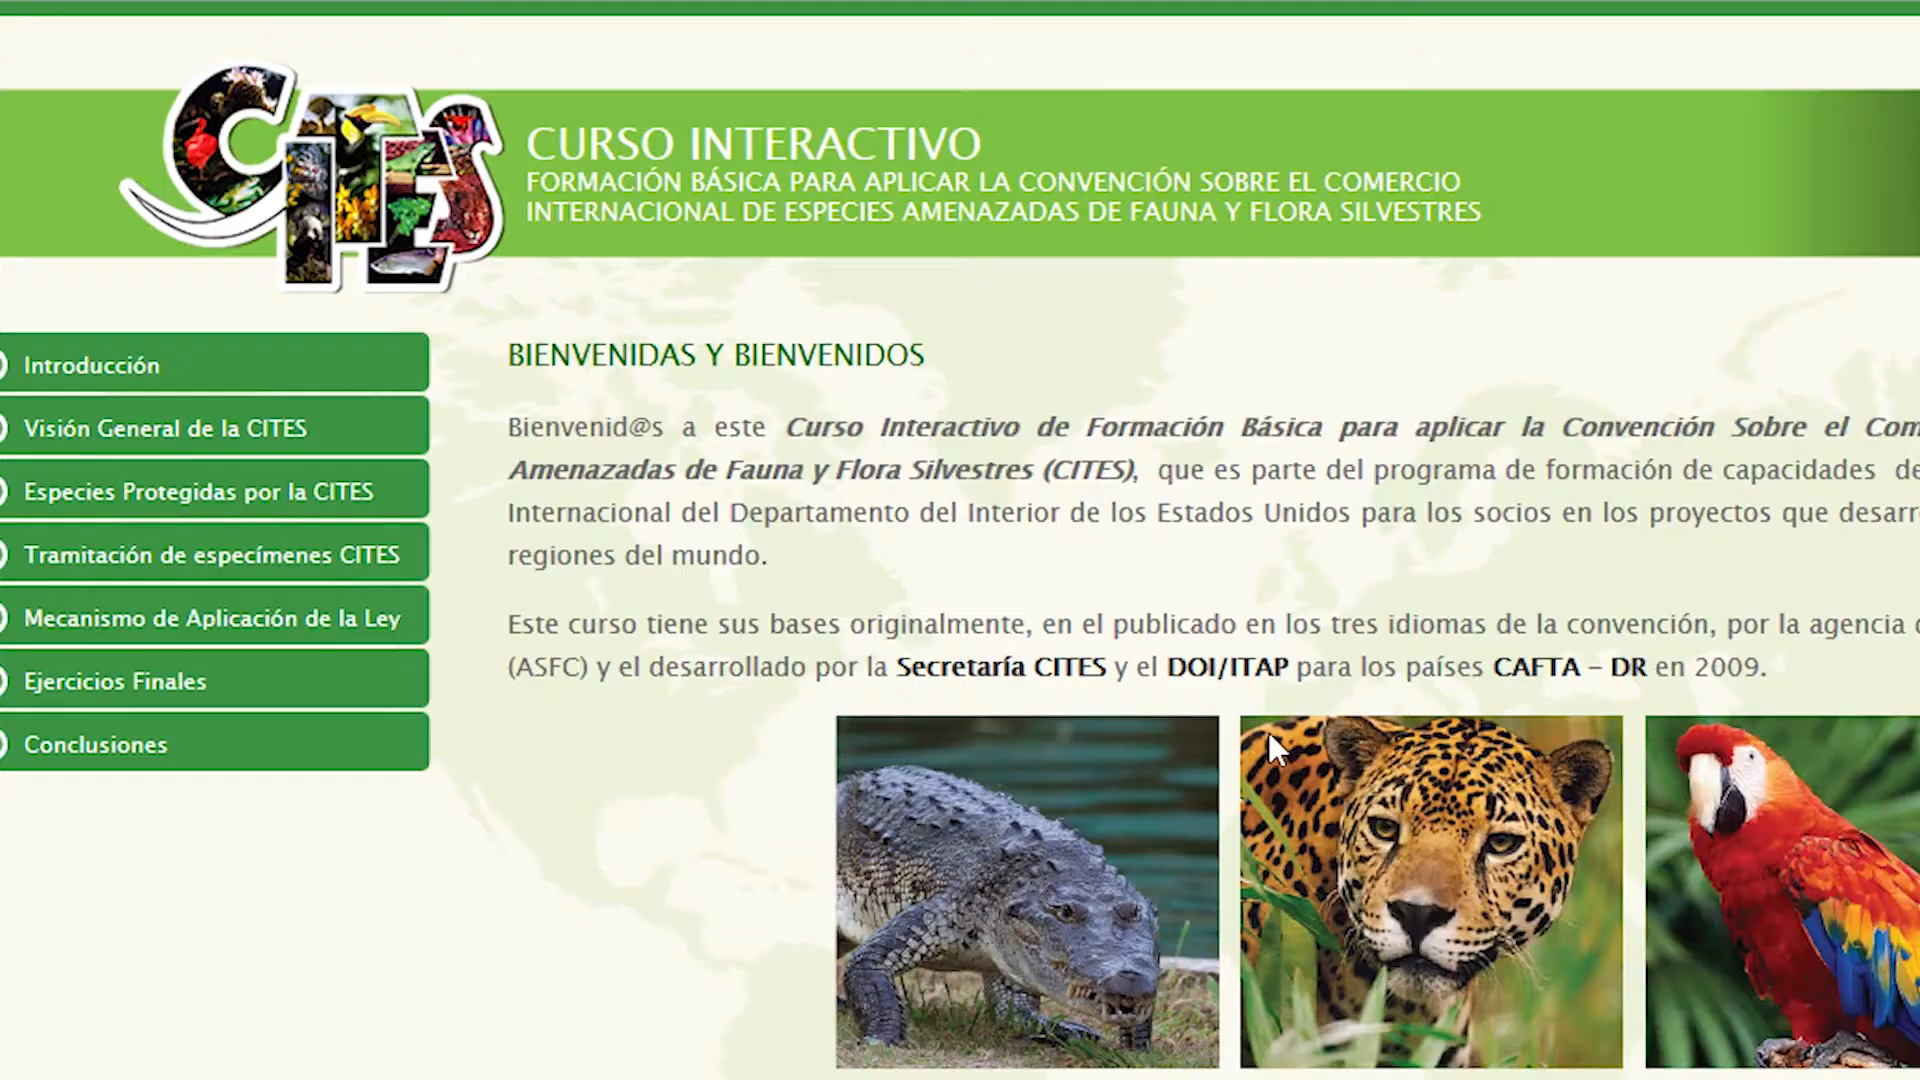 CITES
CURSO INTERACTIVO
FORMACIÓN BÁSICA PARA APLICAR LA CONVENCIÓN SOBRE EL COMERCIO
INTERNACIONAL DE ESPECIES AMENAZADAS DE FAUNA Y FLORA SILVESTRES
Introducción
Visión General de la CITES
Especies Protegidas por la CITES
Tramitación de especímenes CITES
Mecanismo de Aplicación de la Ley
Ejercicios Finales
Conclusiones
BIENVENIDAS Y BIENVENIDOS
Bienvenid@s a este Curso Interactivo de Formación Básica para aplicar la Convención Sobre el
Amenazadas de Fauna y Flora Silvestres (CITES), que es parte del programa de formación de capacidades
Internacional del Departamento del Interior de los Estados Unidos para los socios en los proyectos que
regiones del mundo.
Este curso tiene sus bases originalmente, en el publicado en los tres idiomas de la convención, por la agencia
(ASFC) y el desarrollado por la Secretaría CITES y el DOI/ITAP para los países CAFTA – DR en 2009.